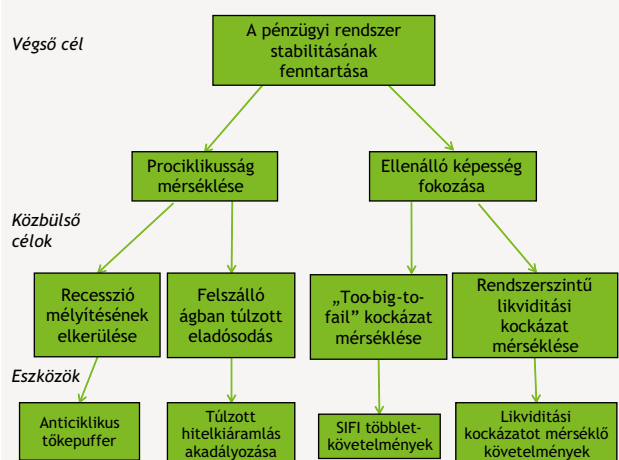 Végső cél
A pénzügyi rendszer
stabilitásának
fenntartása
Prociklikusság
mérséklése
Ellenálló képesség
fokozása
Közbülső
célok
Recesszió
mélyítésének
elkerülése
Felszálló
ágban túlzott
eladósodás
„Too-big-to-
fail” kockázat
mérséklése
Rendszerszintű
likviditási
kockázat
mérséklése
Eszközök
Anticiklikus
tőkepuffer
Túlzott
hitelkiáramlás
akadályozása
SIFI többlet-
követelmények
Likviditási
kockázatot mérséklő
követelmények